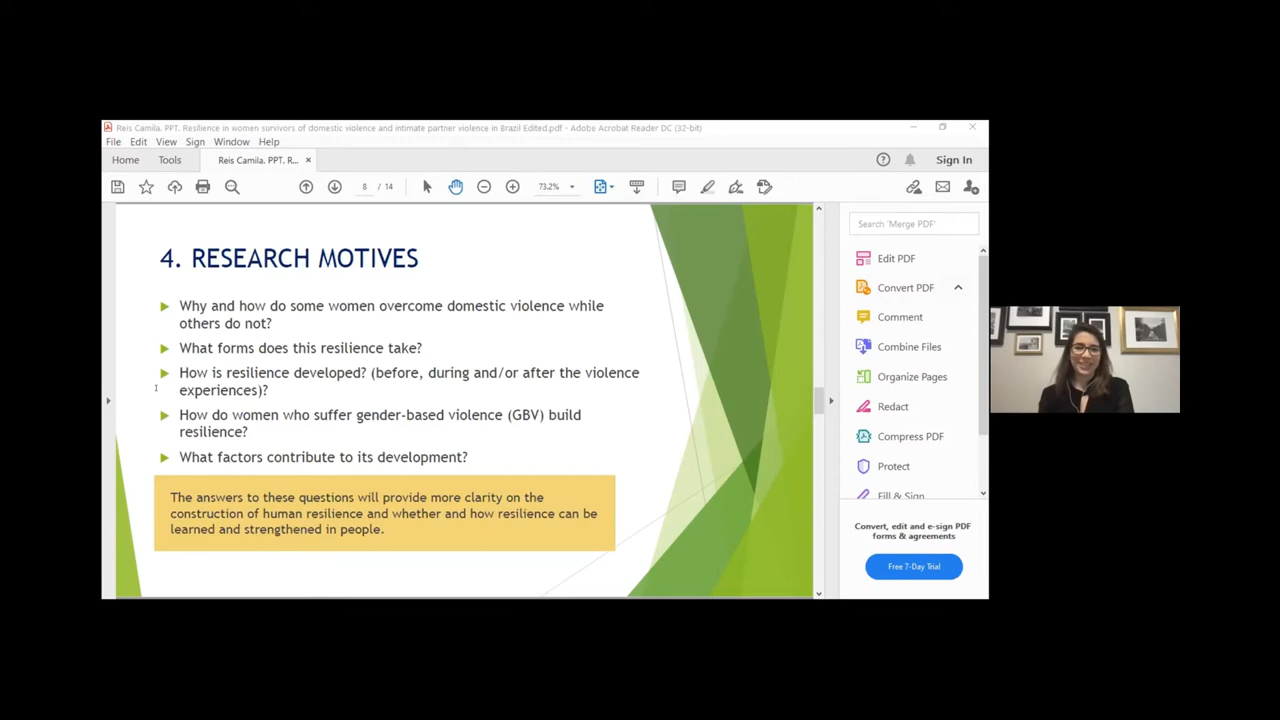 Reis Camila. PPT. Resilience in women survivors of domestic violence and intimate partner violence in Brazil Edited.pdf - Adobe Acrobat Reader DC (32-bit)
File Edit View Sign Window Help
Home Tools Reis Camila. PPT. R... ×
Sign In
8 / 14 73.2%
4. RESEARCH MOTIVES
Why and how do some women overcome domestic violence while
others do not?
What forms does this resilience take?
How is resilience developed? (before, during and/or after the violence
experiences)?
How do women who suffer gender-based violence (GBV) build
resilience?
What factors contribute to its development?
The answers to these questions will provide more clarity on the
construction of human resilience and whether and how resilience can be
learned and strengthened in people.
Search 'Merge PDF'
Edit PDF
Convert PDF
Comment
Combine Files
Organize Pages
Redact
Compress PDF
Protect
Fill & Sign
Convert, edit and e-sign PDF
forms & agreements
Free 7-Day Trial